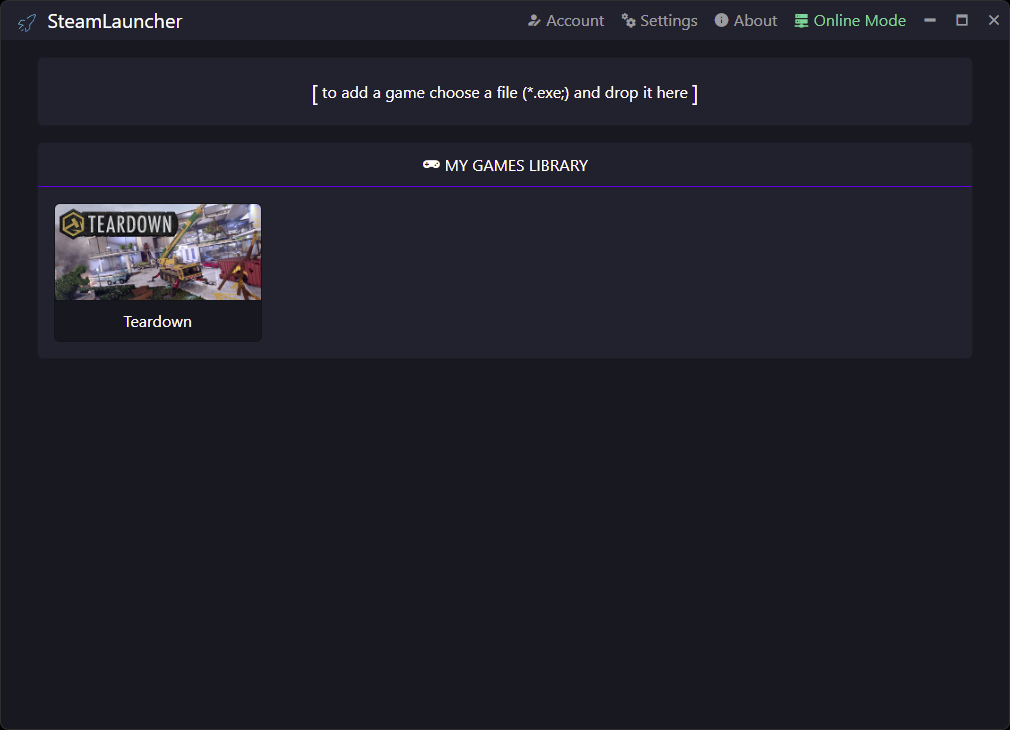 SteamLauncher Account Settings About Online Mode
[ to add a game choose a file (*.exe;) and drop it here ]
MY GAMES LIBRARY
TEARDOWN
Teardown